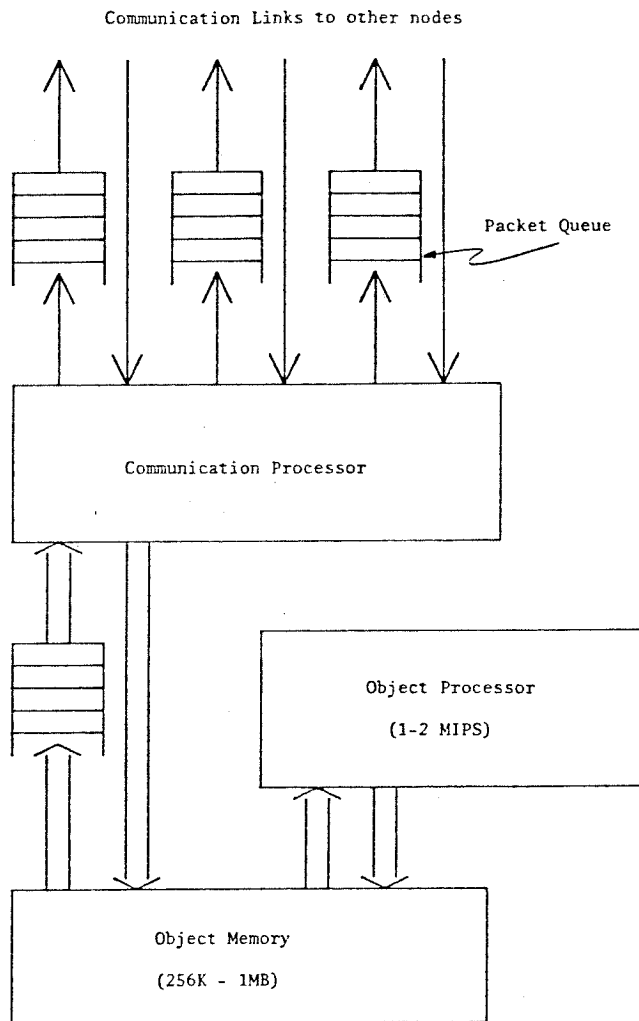 Communication Links to other nodes
Packet Queue
Communication Processor
Object Processor
(1-2 MIPS)
Object Memory
(256K - 1MB)